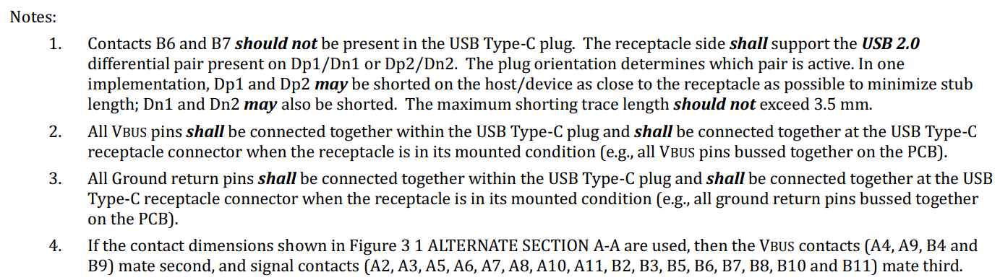 Notes:
1. Contacts B6 and B7 should not be present in the USB Type-C plug. The receptacle side shall support the USB 2.0
differential pair present on Dp1/Dn1 or Dp2/Dn2. The plug orientation determines which pair is active. In one
implementation, Dp1 and Dp2 may be shorted on the host/device as close to the receptacle as possible to minimize stub
length; Dn1 and Dn2 may also be shorted. The maximum shorting trace length should not exceed 3.5 mm.
2. All VBUS pins shall be connected together within the USB Type-C plug and shall be connected together at the USB Type-C
receptacle connector when the receptacle is in its mounted condition (e.g., all VBUS pins bussed together on the PCB).
3. All Ground return pins shall be connected together within the USB Type-C plug and shall be connected together at the USB
Type-C receptacle connector when the receptacle is in its mounted condition (e.g., all ground return pins bussed together
on the PCB).
4. If the contact dimensions shown in Figure 3 1 ALTERNATE SECTION A-A are used, then the VBUS contacts (A4, A9, B4 and
B9) mate second, and signal contacts (A2, A3, A5, A6, A7, A8, A10, A11, B2, B3, B5, B6, B7, B8, B10 and B11) mate third.